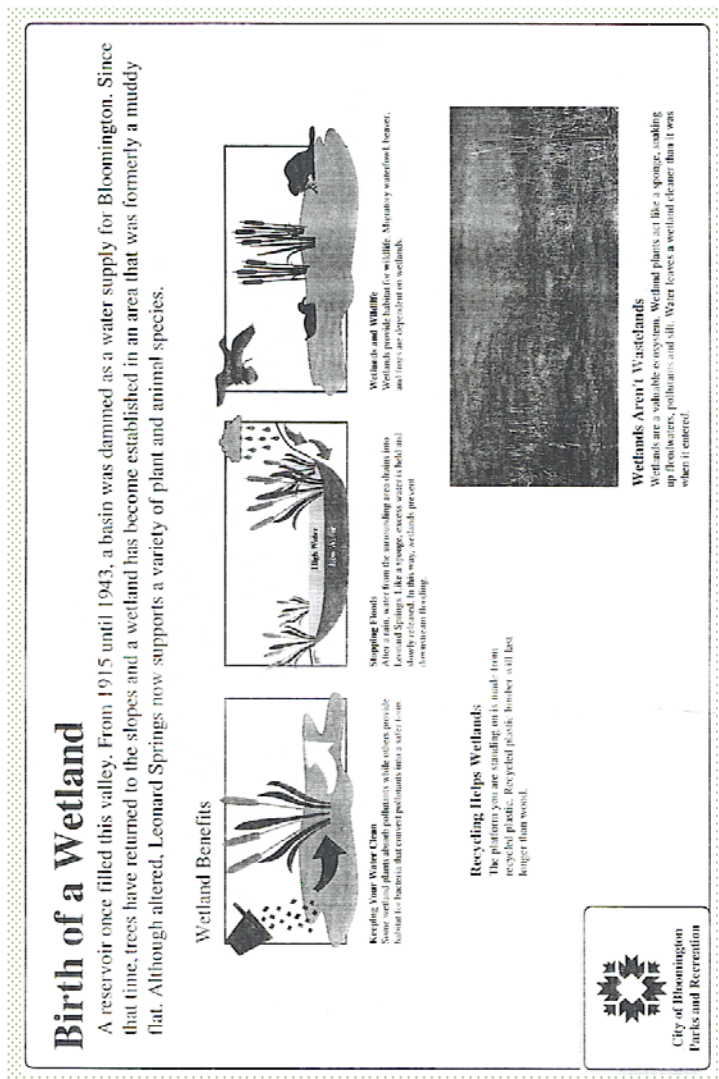 Birth of a Wetland
A reservoir once filled this valley. From 1915 until 1943, a basin was dammed as a water supply for Bloomington. Since
that time, trees have returned to the slopes and a wetland has become established in an area that was formerly a muddy
flat. Although altered, Leonard Springs now supports a variety of plant and animal species.
Wetland Benefits
Keeping Your Water Clean
Some wetland plants absorb pollutants while others provide
habitat for bacteria that convert pollutants into a safer form
High Water
Low Water
Stopping Floods
After a rain, water from the surrounding area drains into
Leonard Springs. Like a sponge, excess water is held and
slowly released. In this way, wetlands prevent
downstream flooding.
Wetlands and Wildlife
Wetlands provide habitat for wildlife. Migratory waterfowl, beaver,
and frogs are dependent on wetlands.
Recycling Helps Wetlands
The platform you are standing on is made from
recycled plastic. Recycled plastic lumber will last
longer than wood.
Wetlands Aren't Wastelands
Wetlands are a valuable ecosystem. Wetland plants act like a sponge, soaking
up floodwaters, pollutants and silt. Water leaves a wetland cleaner than it was
when it entered.
City of Bloomington
Parks and Recreation